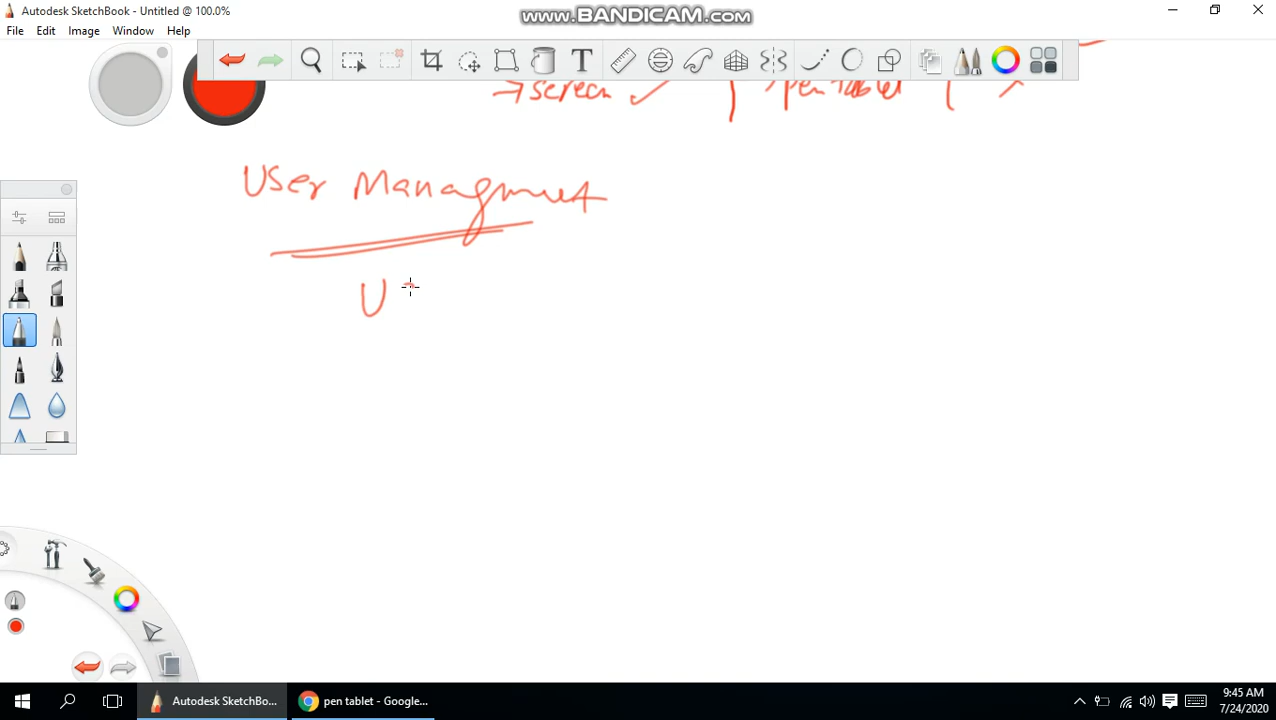 Autodesk SketchBook - Untitled @ 100.0%
www.BANDICAM.com
File Edit Image Window Help
→ screen ✓ | → pen tablet |
User Managment
U
Autodesk SketchBo...
pen tablet - Google...
9:45 AM
7/24/2020